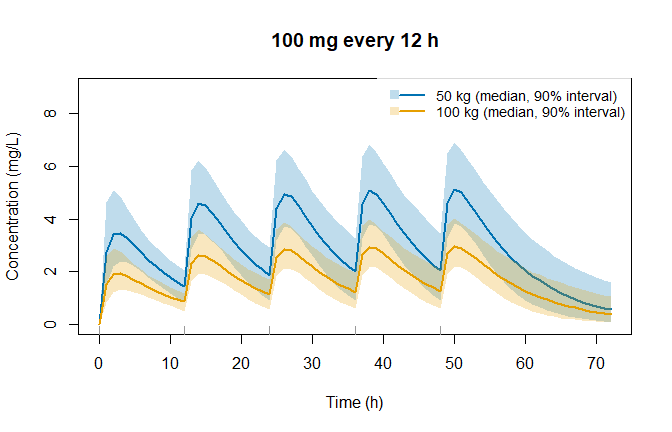 100 mg every 12 h
50 kg (median, 90% interval)
100 kg (median, 90% interval)
Concentration (mg/L)
8
6
4
2
0
0 10 20 30 40 50 60 70
Time (h)